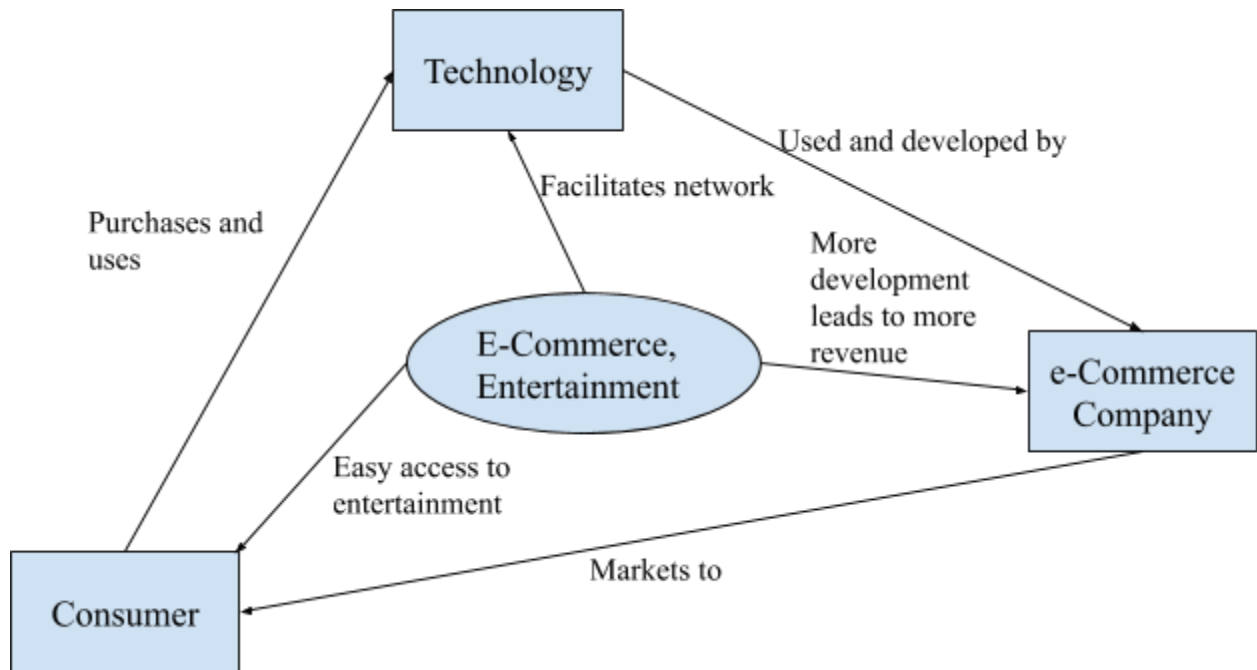 Technology
Used and developed by
Facilitates network
Purchases and
uses
More
development
leads to more
revenue
E-Commerce,
Entertainment
e-Commerce
Company
Easy access to
entertainment
Markets to
Consumer